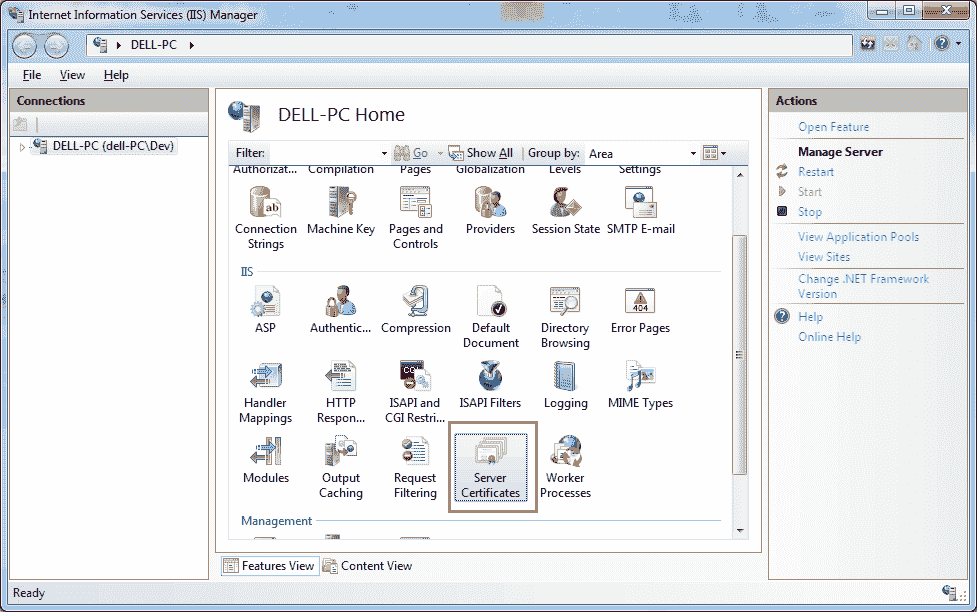 Internet Information Services (IIS) Manager
DELL-PC
File View Help
Connections
DELL-PC (dell-PC\Dev)
DELL-PC Home
Filter: Go Show All Group by: Area
Authorizat... Compilation Pages Globalization Levels Settings
Connection Strings
Machine Key
Pages and Controls
Providers
Session State
SMTP E-mail
IIS
ASP
Authentic...
Compression
Default Document
Directory Browsing
Error Pages
404
Handler Mappings
HTTP Respon...
ISAPI and CGI Restri...
ISAPI Filters
Logging
MIME Types
Modules
Output Caching
Request Filtering
Server Certificates
Worker Processes
Management
Features View Content View
Actions
Open Feature
Manage Server
Restart
Start
Stop
View Application Pools
View Sites
Change .NET Framework
Version
Help
Online Help
Ready